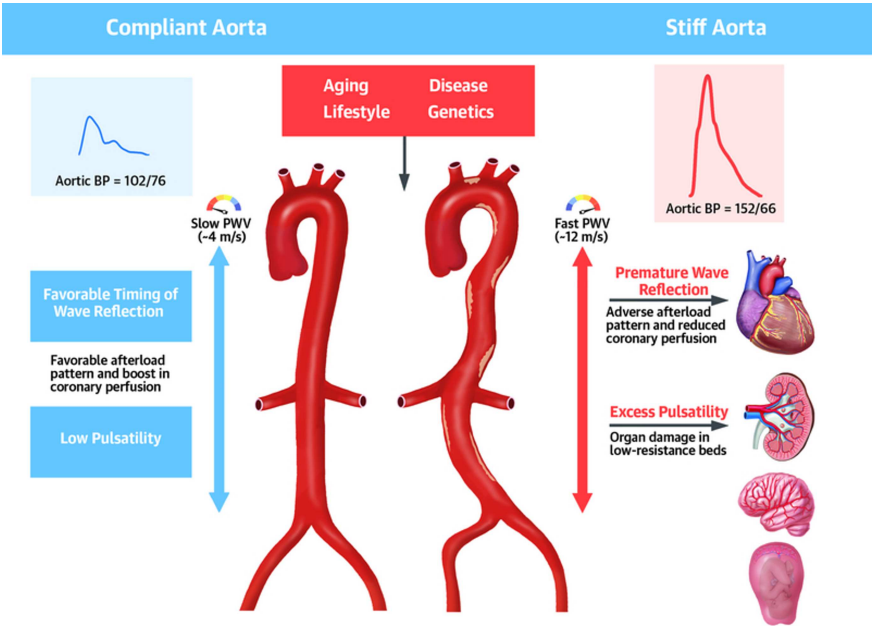 Compliant Aorta
Stiff Aorta
Aging
Disease
Lifestyle
Genetics
Aortic BP = 102/76
Aortic BP = 152/66
Slow PWV
(~4 m/s)
Fast PWV
(~12 m/s)
Favorable Timing of
Wave Reflection
Favorable afterload
pattern and boost in
coronary perfusion
Low Pulsatility
Premature Wave
Reflection
Adverse afterload
pattern and reduced
coronary perfusion
Excess Pulsatility
Organ damage in
low-resistance beds